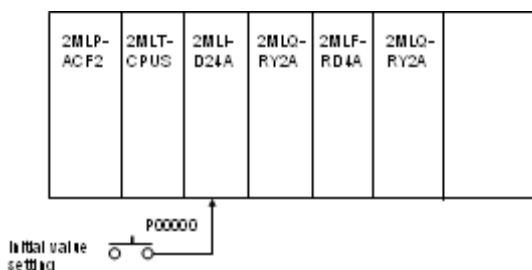 2MLP-
ACF2
2MLT-
CPUS
2MLI-
D24A
2MLQ-
RY2A
2MLF-
RD4A
2MLQ-
RY2A
P00000
Initial value
setting